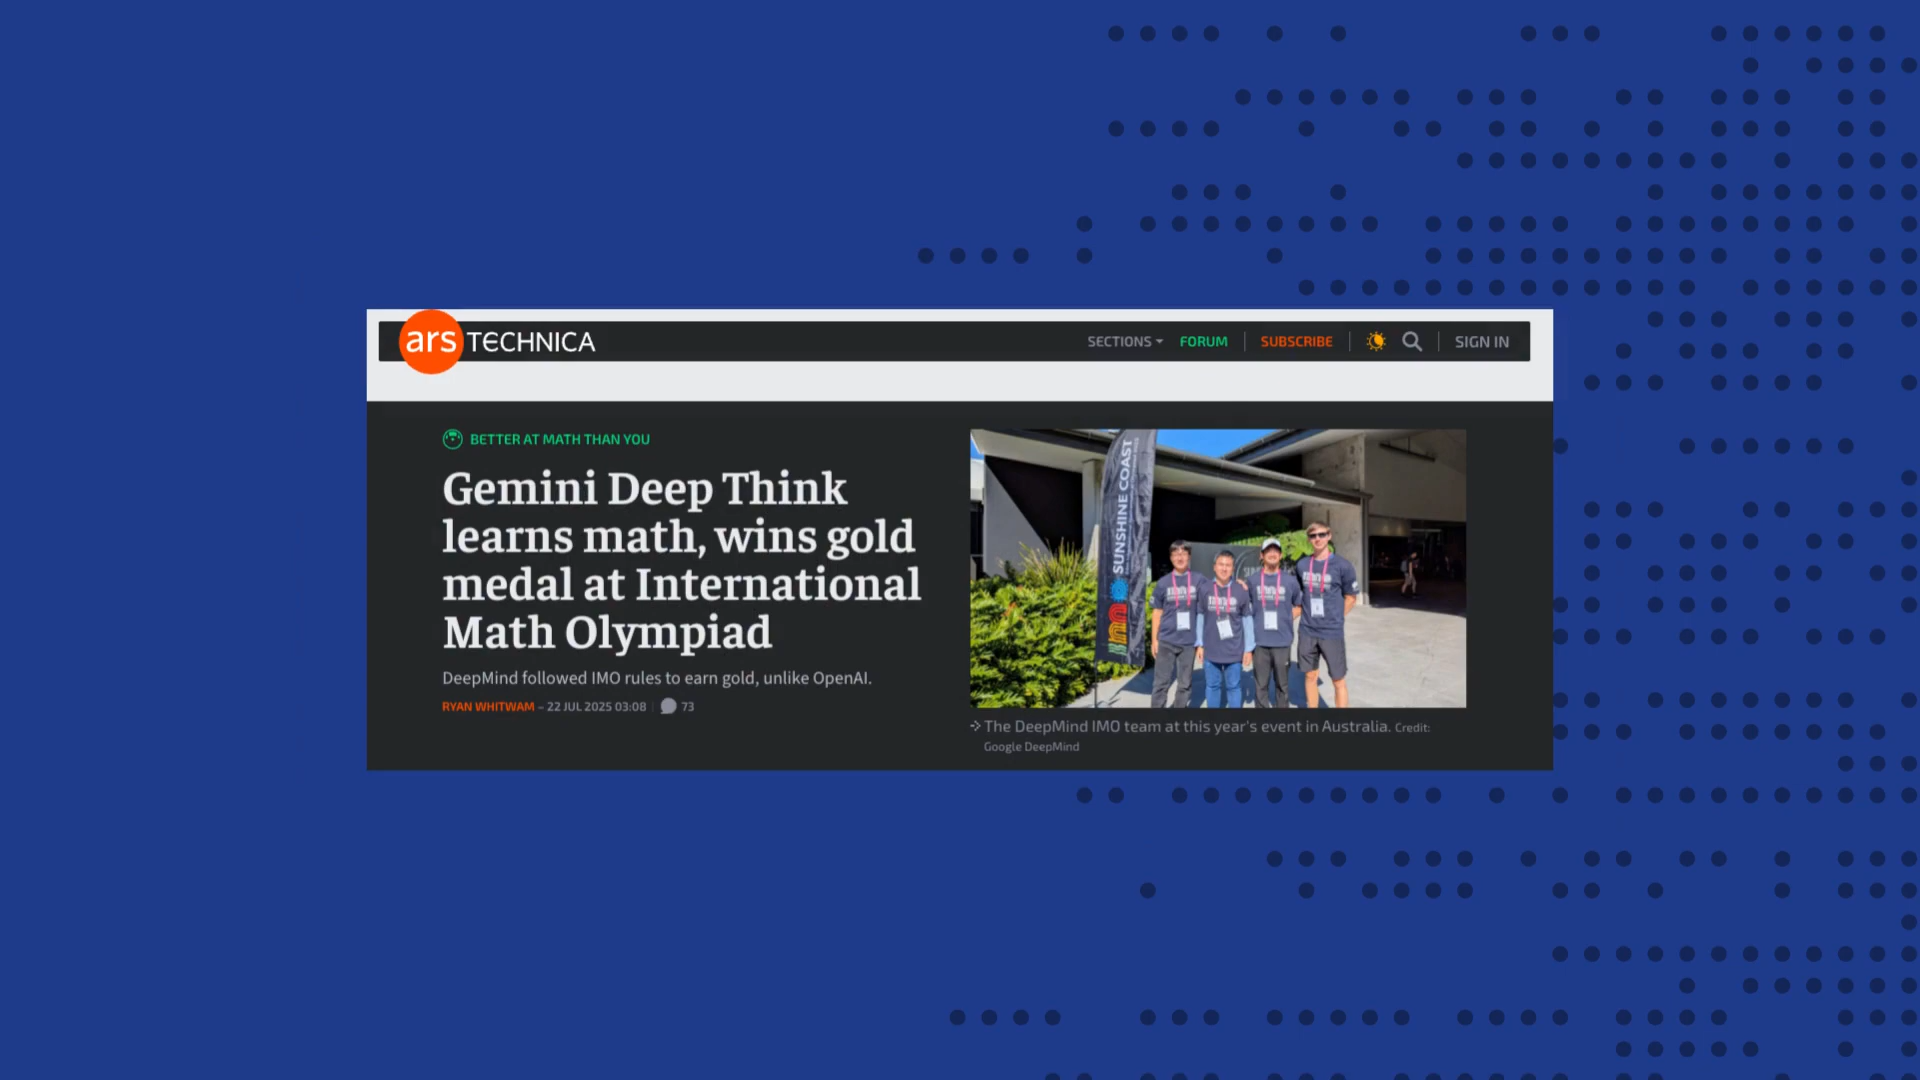 ars TECHNICA
SECTIONS FORUM SUBSCRIBE SIGN IN
BETTER AT MATH THAN YOU
Gemini Deep Think
learns math, wins gold
medal at International
Math Olympiad
DeepMind followed IMO rules to earn gold, unlike OpenAI.
RYAN WHITWAM – 22 JUL 2025 03:08 73
SUNSHINE COAST
The DeepMind IMO team at this year's event in Australia. Credit:
Google DeepMind